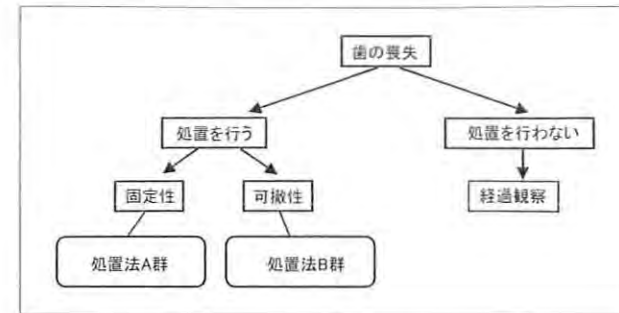 歯の喪失
処置を行う
処置を行わない
固定性
可撤性
経過観察
処置法A群
処置法B群